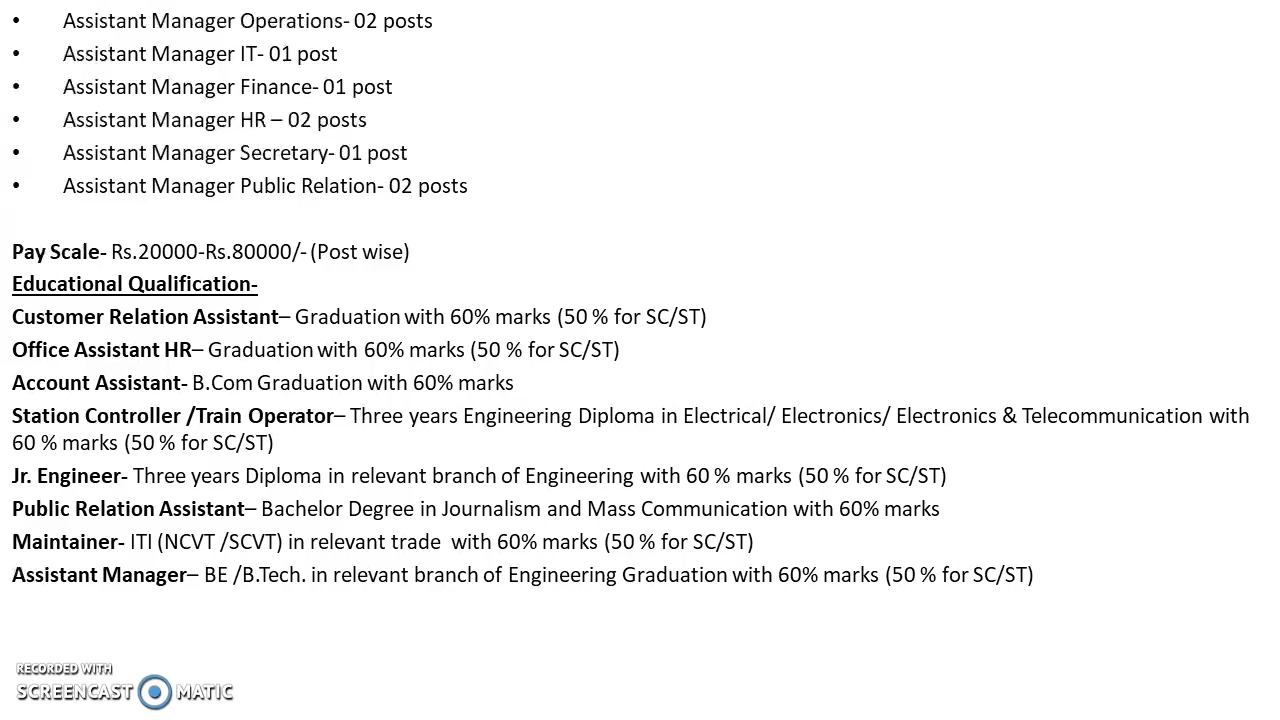 • Assistant Manager Operations- 02 posts
• Assistant Manager IT- 01 post
• Assistant Manager Finance- 01 post
• Assistant Manager HR – 02 posts
• Assistant Manager Secretary- 01 post
• Assistant Manager Public Relation- 02 posts
Pay Scale- Rs.20000-Rs.80000/- (Post wise)
Educational Qualification-
Customer Relation Assistant– Graduation with 60% marks (50 % for SC/ST)
Office Assistant HR– Graduation with 60% marks (50 % for SC/ST)
Account Assistant- B.Com Graduation with 60% marks
Station Controller /Train Operator– Three years Engineering Diploma in Electrical/ Electronics/ Electronics & Telecommunication with
60 % marks (50 % for SC/ST)
Jr. Engineer- Three years Diploma in relevant branch of Engineering with 60 % marks (50 % for SC/ST)
Public Relation Assistant– Bachelor Degree in Journalism and Mass Communication with 60% marks
Maintainer- ITI (NCVT /SCVT) in relevant trade  with 60% marks (50 % for SC/ST)
Assistant Manager– BE /B.Tech. in relevant branch of Engineering Graduation with 60% marks (50 % for SC/ST)
RECORDED WITH
SCREENCAST MATIC